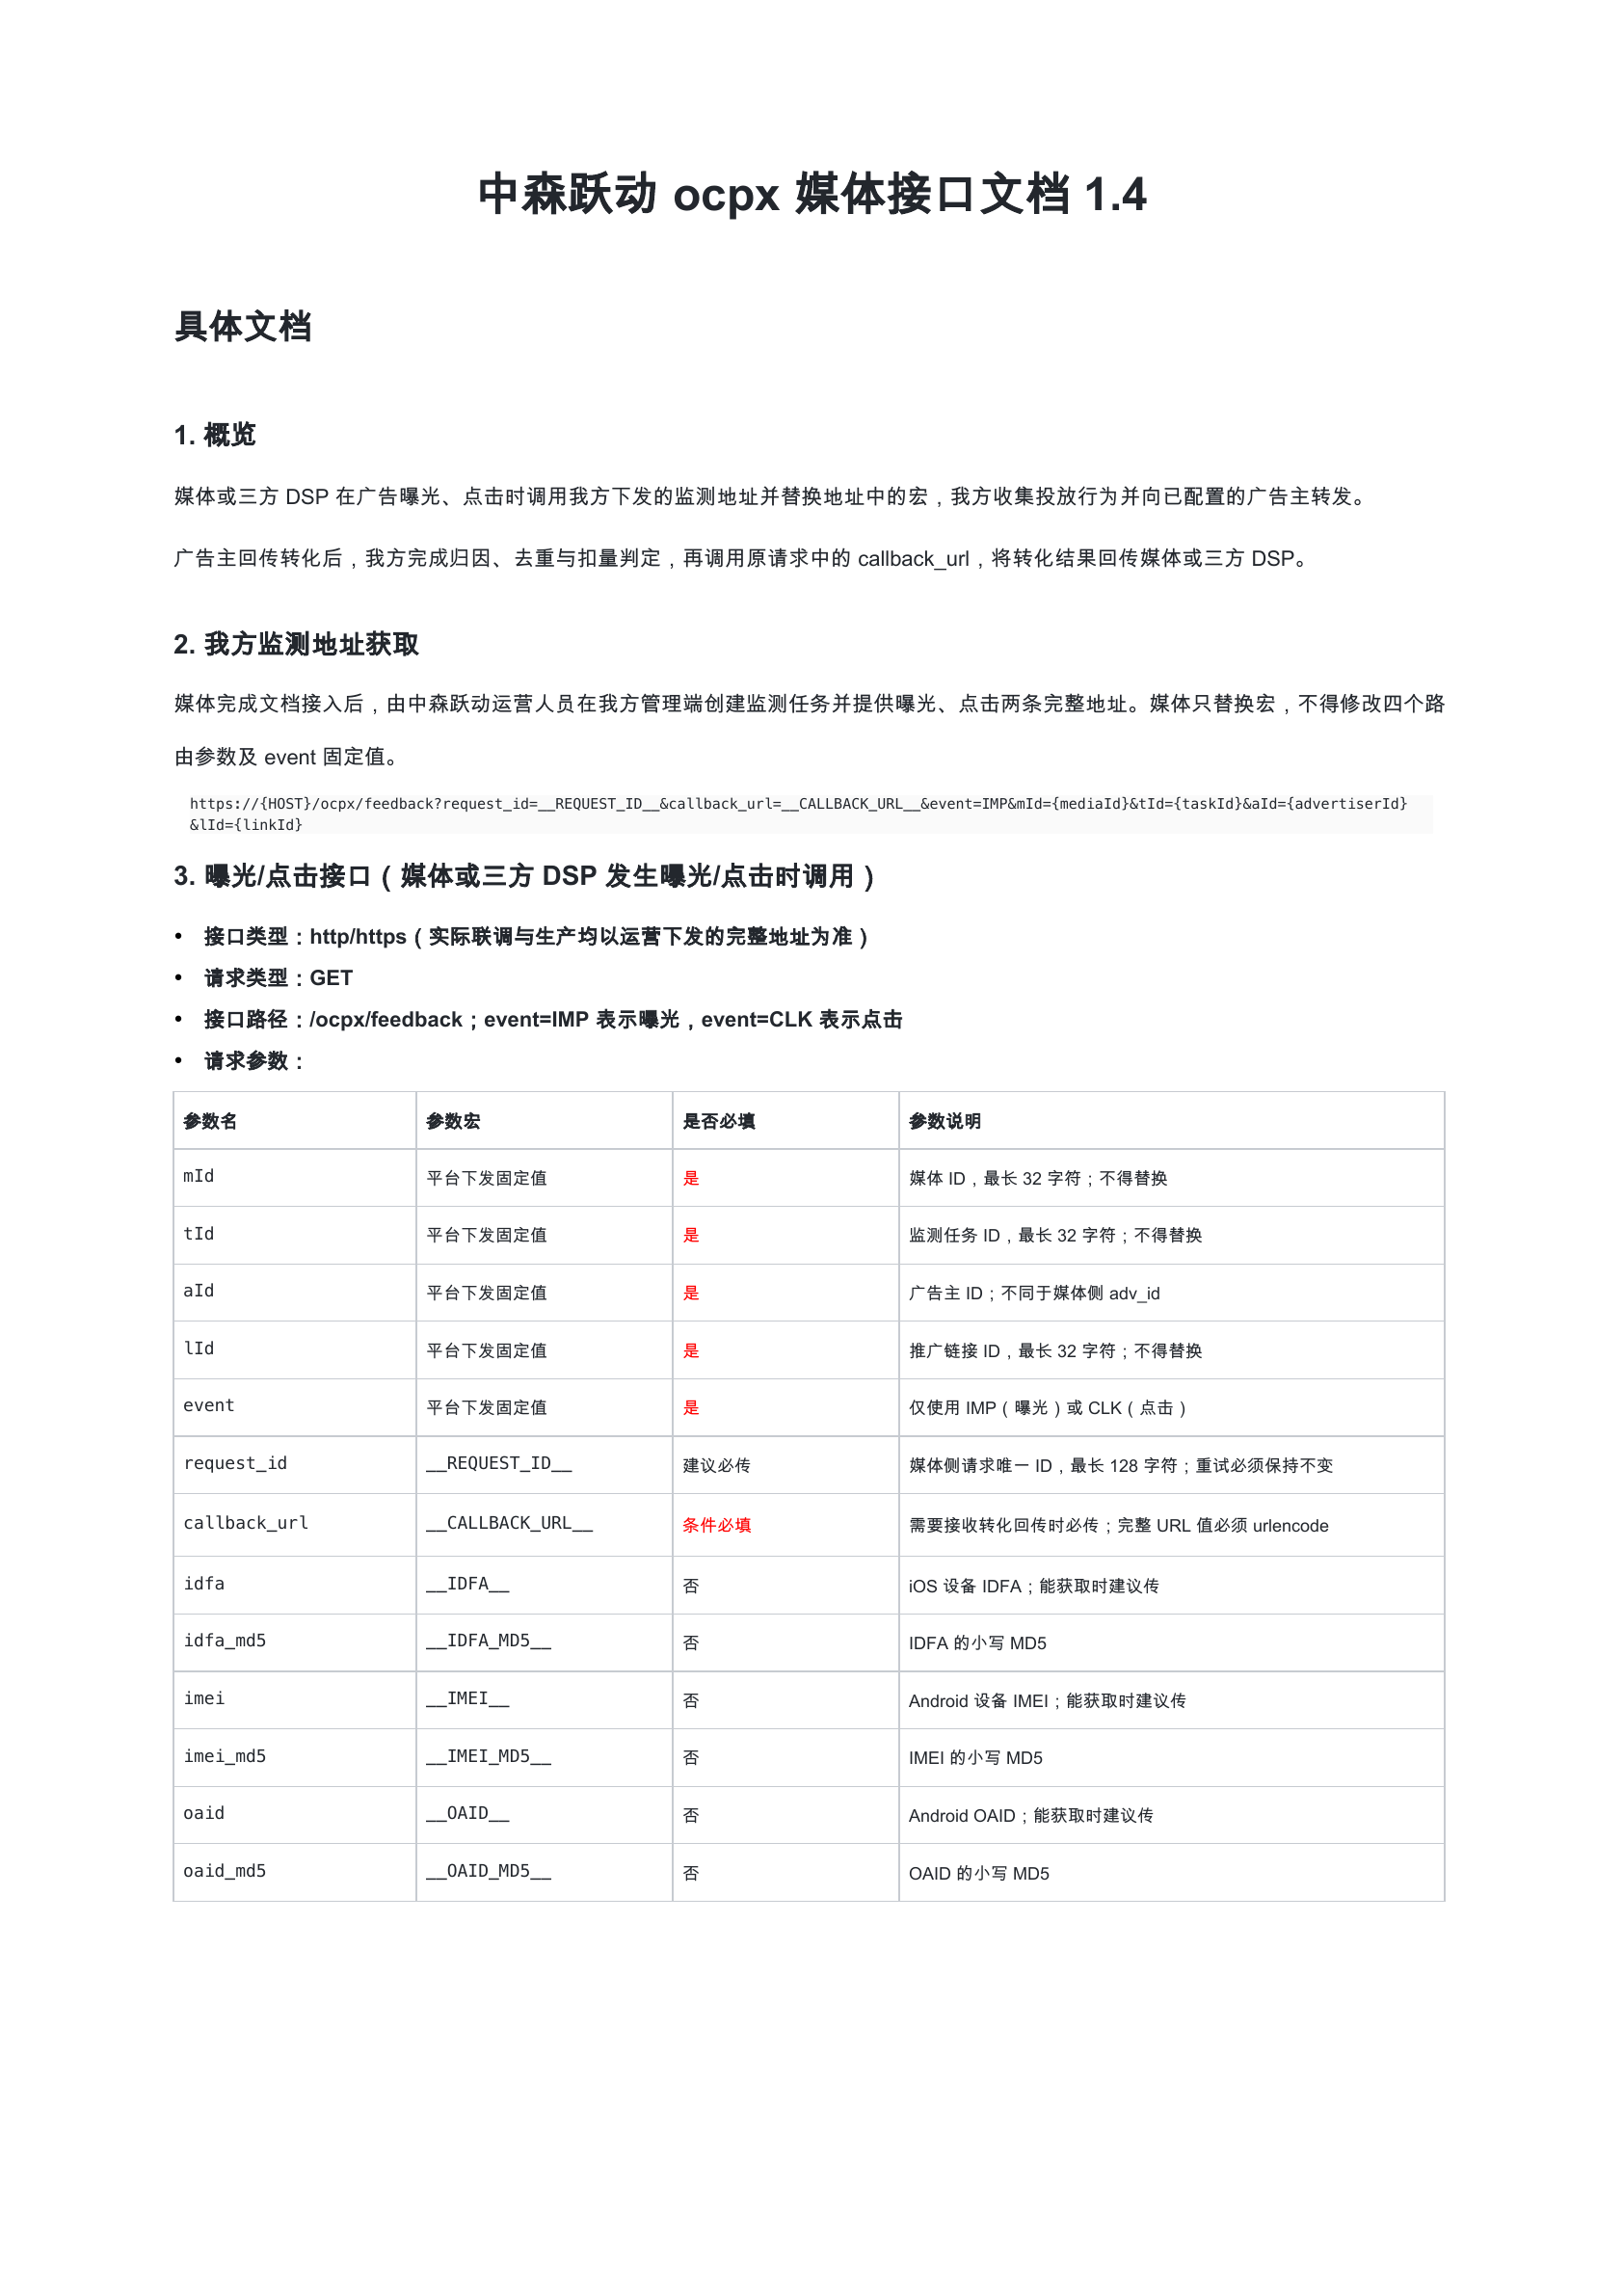 中森跃动 ocpx 媒体接口文档 1.4
具体文档
1. 概览
媒体或三方 DSP 在广告曝光、点击时调用我方下发的监测地址并替换地址中的宏，我方收集投放行为并向已配置的广告主转发。
广告主回传转化后，我方完成归因、去重与扣量判定，再调用原请求中的 callback_url，将转化结果回传媒体或三方 DSP。
2. 我方监测地址获取
媒体完成文档接入后，由中森跃动运营人员在我方管理端创建监测任务并提供曝光、点击两条完整地址。媒体只替换宏，不得修改四个路
由参数及 event 固定值。
https://{HOST}/ocpx/feedback?request_id=__REQUEST_ID__&callback_url=__CALLBACK_URL__&event=IMP&mId={mediaId}&tId={taskId}&aId={advertiserId}
&lId={linkId}
3. 曝光/点击接口（媒体或三方 DSP 发生曝光/点击时调用）
• 接口类型：http/https（实际联调与生产均以运营下发的完整地址为准）
• 请求类型：GET
• 接口路径：/ocpx/feedback；event=IMP 表示曝光，event=CLK 表示点击
• 请求参数：
参数名 参数宏 是否必填 参数说明
mId 平台下发固定值 是 媒体 ID，最长 32 字符；不得替换
tId 平台下发固定值 是 监测任务 ID，最长 32 字符；不得替换
aId 平台下发固定值 是 广告主 ID；不同于媒体侧 adv_id
lId 平台下发固定值 是 推广链接 ID，最长 32 字符；不得替换
event 平台下发固定值 是 仅使用 IMP（曝光）或 CLK（点击）
request_id __REQUEST_ID__ 建议必传 媒体侧请求唯一 ID，最长 128 字符；重试必须保持不变
callback_url __CALLBACK_URL__ 条件必填 需要接收转化回传时必传；完整 URL 值必须 urlencode
idfa __IDFA__ 否 iOS 设备 IDFA；能获取时建议传
idfa_md5 __IDFA_MD5__ 否 IDFA 的小写 MD5
imei __IMEI__ 否 Android 设备 IMEI；能获取时建议传
imei_md5 __IMEI_MD5__ 否 IMEI 的小写 MD5
oaid __OAID__ 否 Android OAID；能获取时建议传
oaid_md5 __OAID_MD5__ 否 OAID 的小写 MD5